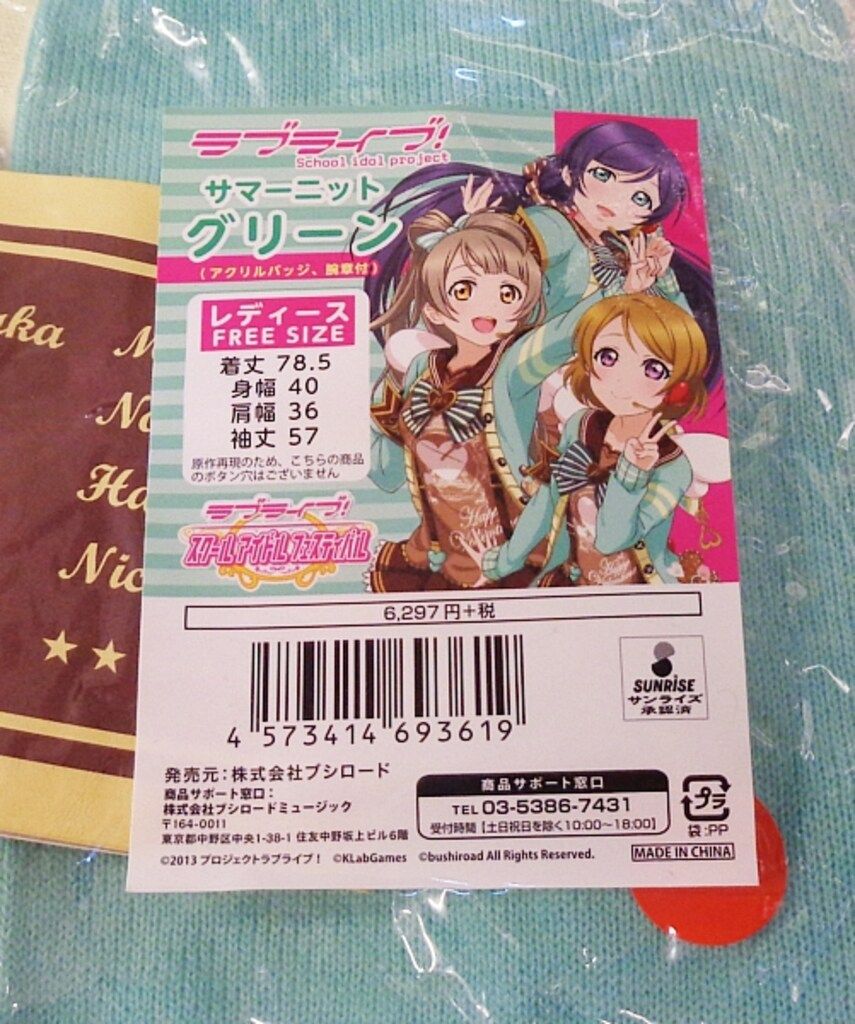 ラブライブ!
School idol project
サマーニット
グリーン
(アクリルバッジ、腕章付)
レディース
FREE SIZE
着丈 78.5
身幅 40
肩幅 36
袖丈 57
原作再現のため、こちらの商品
のボタン穴はございません
ラブライブ!
スクールアイドルフェスティバル
6,297円+税
4 573414 693619
SUNRISE
サンライズ
承認済
発売元:株式会社ブシロード
商品サポート窓口:
株式会社ブシロードミュージック
〒164-0011
東京都中野区中央1-38-1 住友中野坂上ビル6階
商品サポート窓口
TEL 03-5386-7431
受付時間【土日祝日を除く10:00〜18:00】
プラ
袋:PP
©2013 プロジェクトラブライブ! ©KLabGames ©bushiroad All Rights Reserved.
MADE IN CHINA
Happy